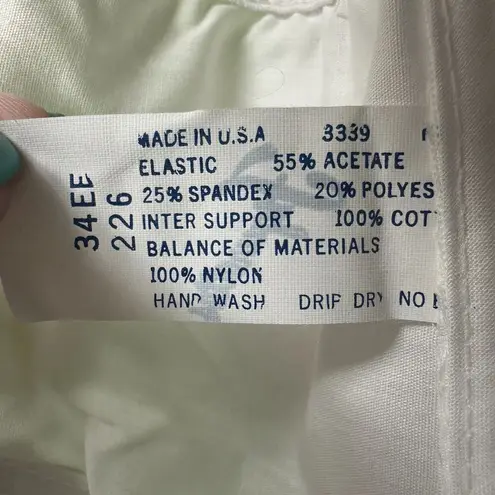 MADE IN U.S.A 3339
ELASTIC 55% ACETATE
25% SPANDEX 20% POLYES
INTER SUPPORT 100% COT
BALANCE OF MATERIALS
100% NYLON
HAND WASH DRIP DRY NO
34EE
226